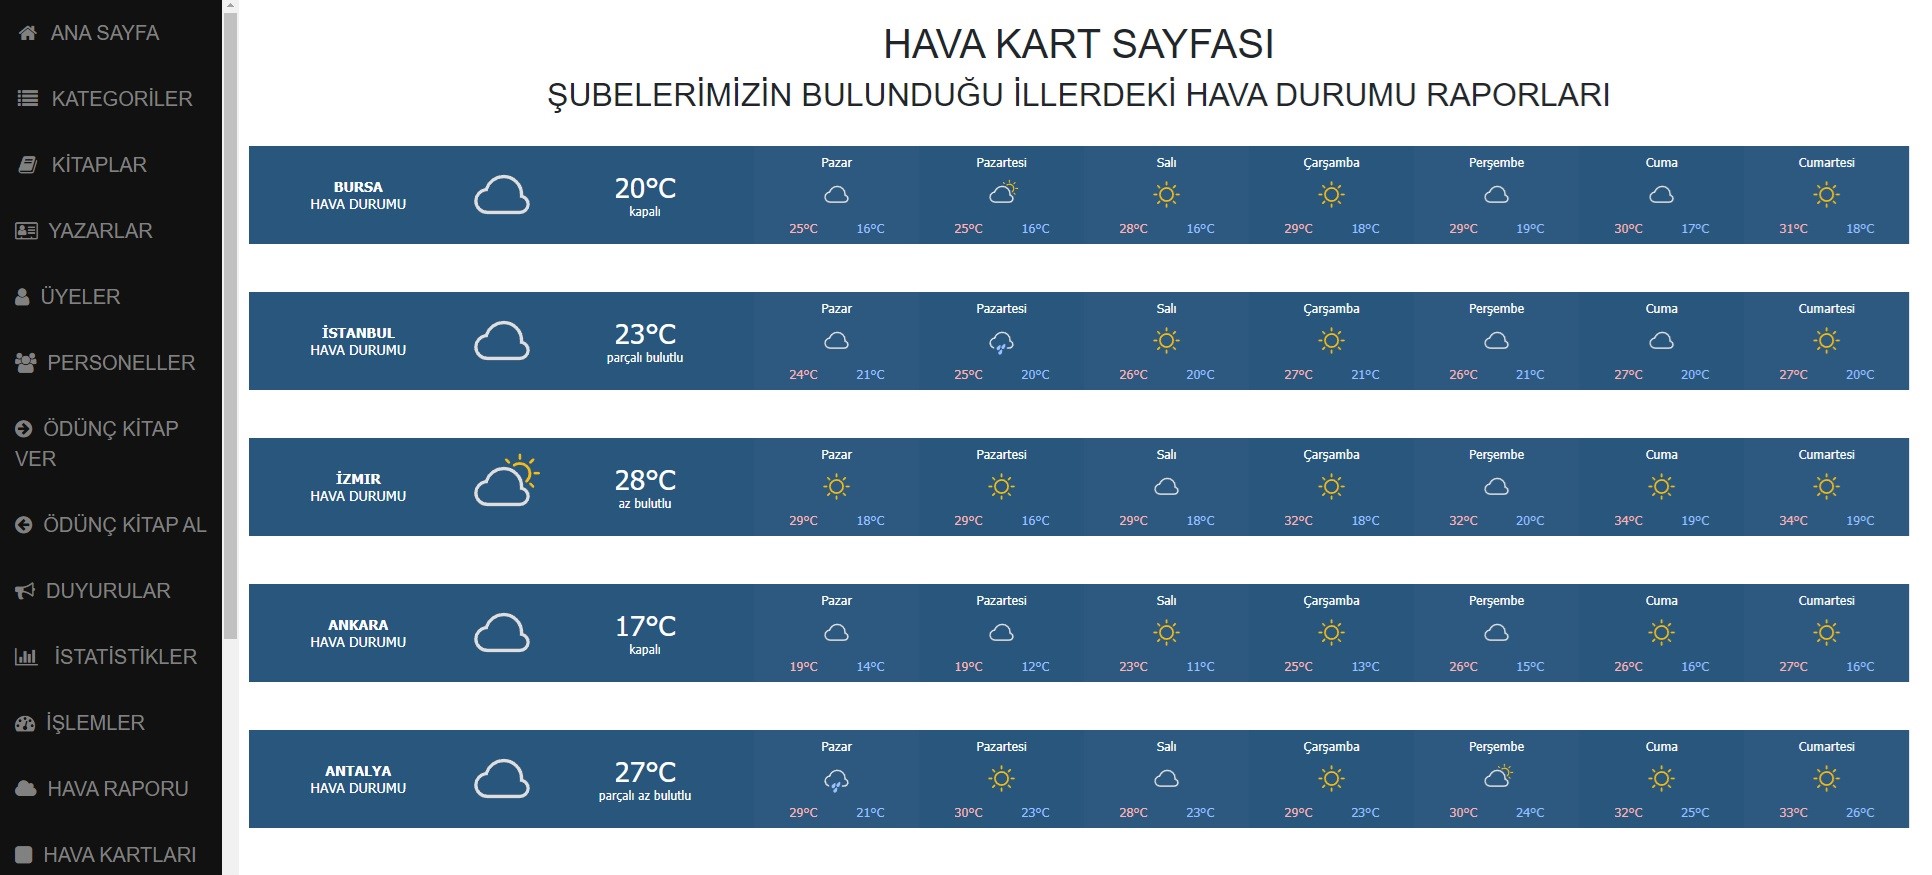 ANA SAYFA
KATEGORİLER
KİTAPLAR
YAZARLAR
ÜYELER
PERSONELLER
ÖDÜNÇ KİTAP
VER
ÖDÜNÇ KİTAP AL
DUYURULAR
İSTATİSTİKLER
İŞLEMLER
HAVA RAPORU
HAVA KARTLARI
HAVA KART SAYFASI
ŞUBELERİMİZİN BULUNDUĞU İLLERDEKİ HAVA DURUMU RAPORLARI
BURSA
HAVA DURUMU
20°C
kapalı
Pazar Pazartesi Salı Çarşamba Perşembe Cuma Cumartesi
25°C 16°C 25°C 16°C 28°C 16°C 29°C 18°C 29°C 19°C 30°C 17°C 31°C 18°C
İSTANBUL
HAVA DURUMU
23°C
parçalı bulutlu
Pazar Pazartesi Salı Çarşamba Perşembe Cuma Cumartesi
24°C 21°C 25°C 20°C 26°C 20°C 27°C 21°C 26°C 21°C 27°C 20°C 27°C 20°C
İZMIR
HAVA DURUMU
28°C
az bulutlu
Pazar Pazartesi Salı Çarşamba Perşembe Cuma Cumartesi
29°C 18°C 29°C 16°C 29°C 18°C 32°C 18°C 32°C 20°C 34°C 19°C 34°C 19°C
ANKARA
HAVA DURUMU
17°C
kapalı
Pazar Pazartesi Salı Çarşamba Perşembe Cuma Cumartesi
19°C 14°C 19°C 12°C 23°C 11°C 25°C 13°C 26°C 15°C 26°C 16°C 27°C 16°C
ANTALYA
HAVA DURUMU
27°C
parçalı az bulutlu
Pazar Pazartesi Salı Çarşamba Perşembe Cuma Cumartesi
29°C 21°C 30°C 23°C 28°C 23°C 29°C 23°C 30°C 24°C 32°C 25°C 33°C 26°C